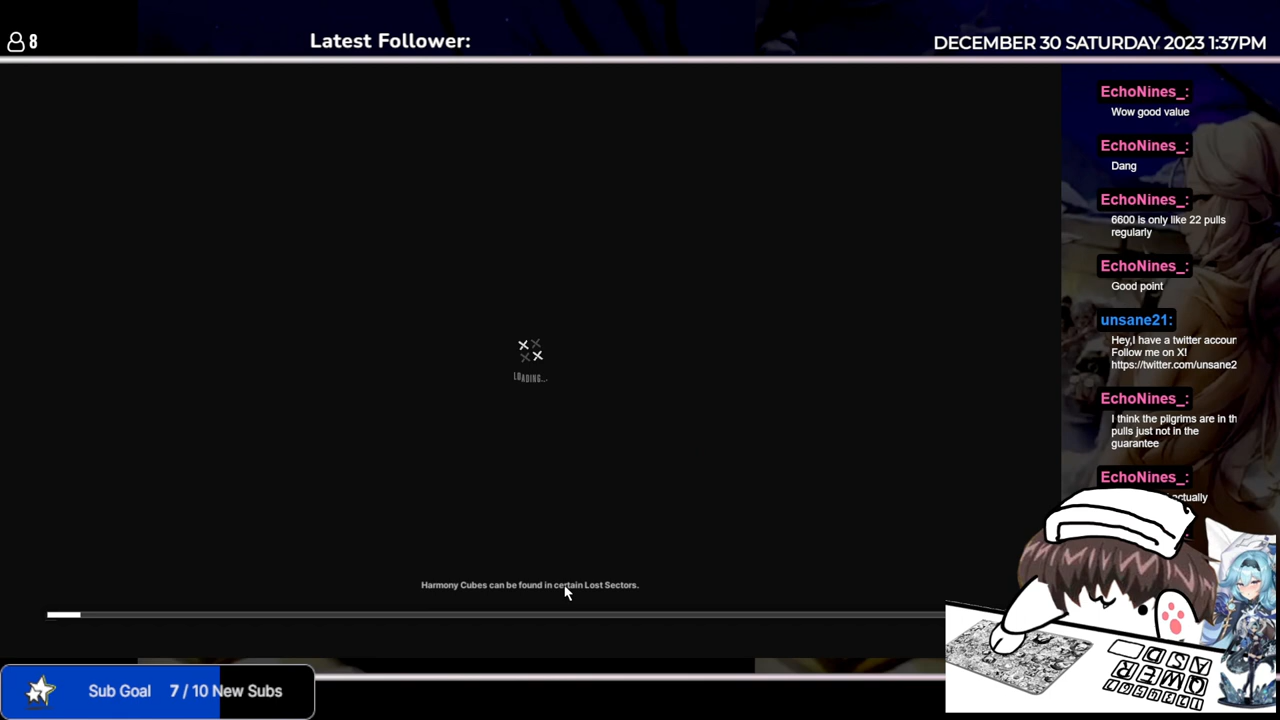 8
Latest Follower:
DECEMBER 30 SATURDAY 2023 1:37PM
EchoNines_:
Wow good value
EchoNines_:
Dang
EchoNines_:
6600 is only like 22 pulls
regularly
EchoNines_:
Good point
unsane21:
Hey,I have a twitter accoun
Follow me on X!
https://twitter.com/unsane2
EchoNines_:
I think the pilgrims are in th
pulls just not in the
guarantee
EchoNines_:
actually
LOADING...
Harmony Cubes can be found in certain Lost Sectors.
Sub Goal 7 / 10 New Subs
D S A
R E W Q